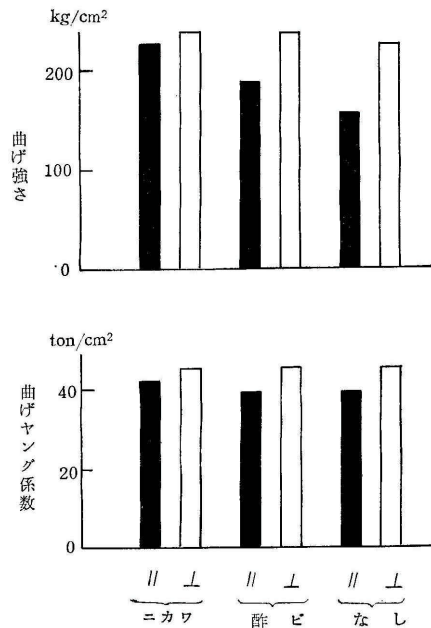 kg/cm²
200
100
0
曲げ強さ
ton/cm²
40
20
0
曲げヤング係数
// ⊥ // ⊥ // ⊥
ニカワ 酢ビ なし